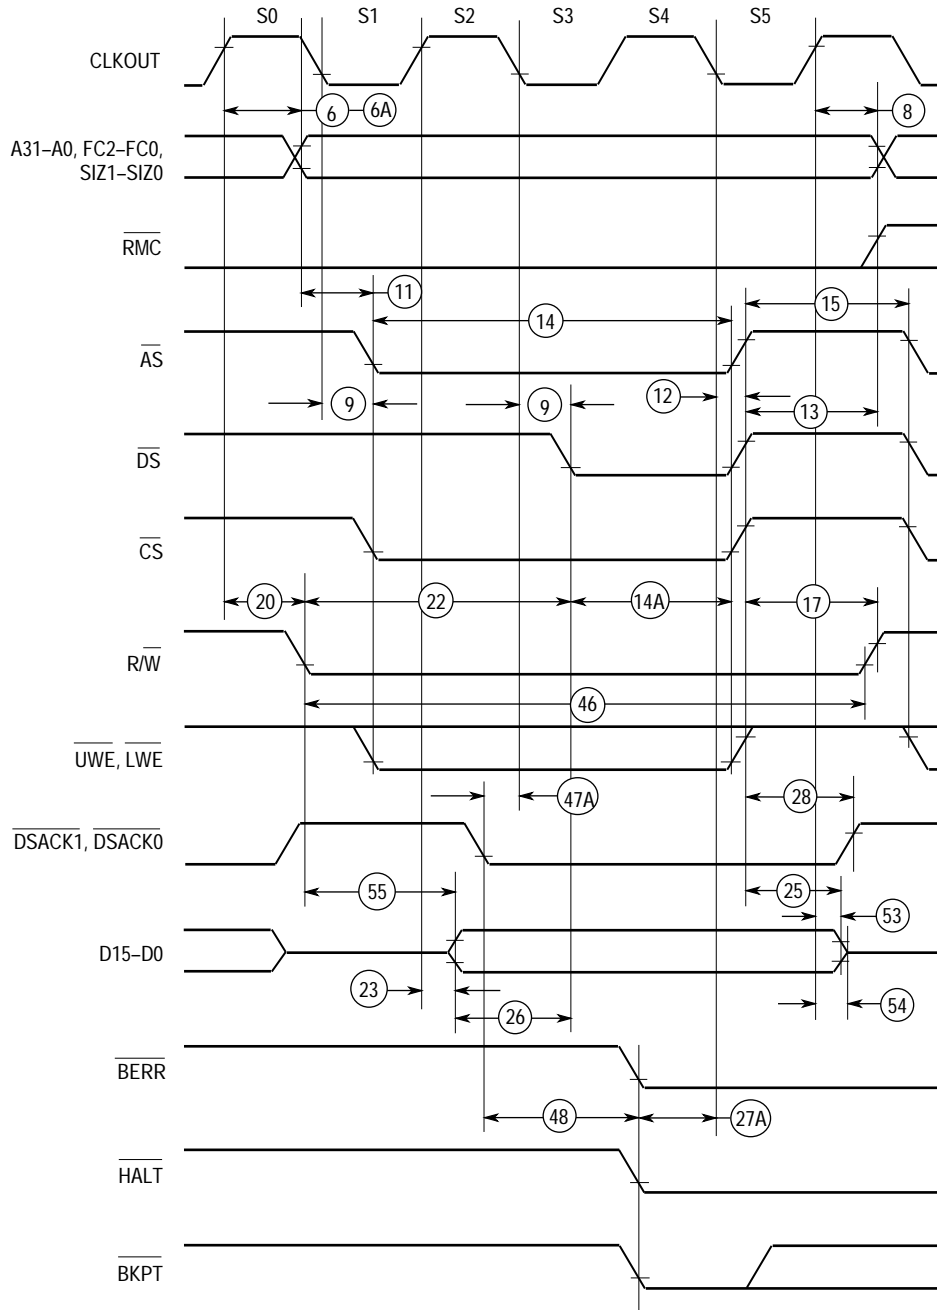 S0 S1 S2 S3 S4 S5
CLKOUT
6 6A 8
A31–A0, FC2–FC0,
SIZ1–SIZ0
RMC
11
14 15
AS
9 9 12 13
DS
CS
20 22 14A 17
R/W
46
UWE, LWE
47A 28
DSACK1, DSACK0
55 25
53
D15–D0
23 26 54
BERR
48 27A
HALT
BKPT